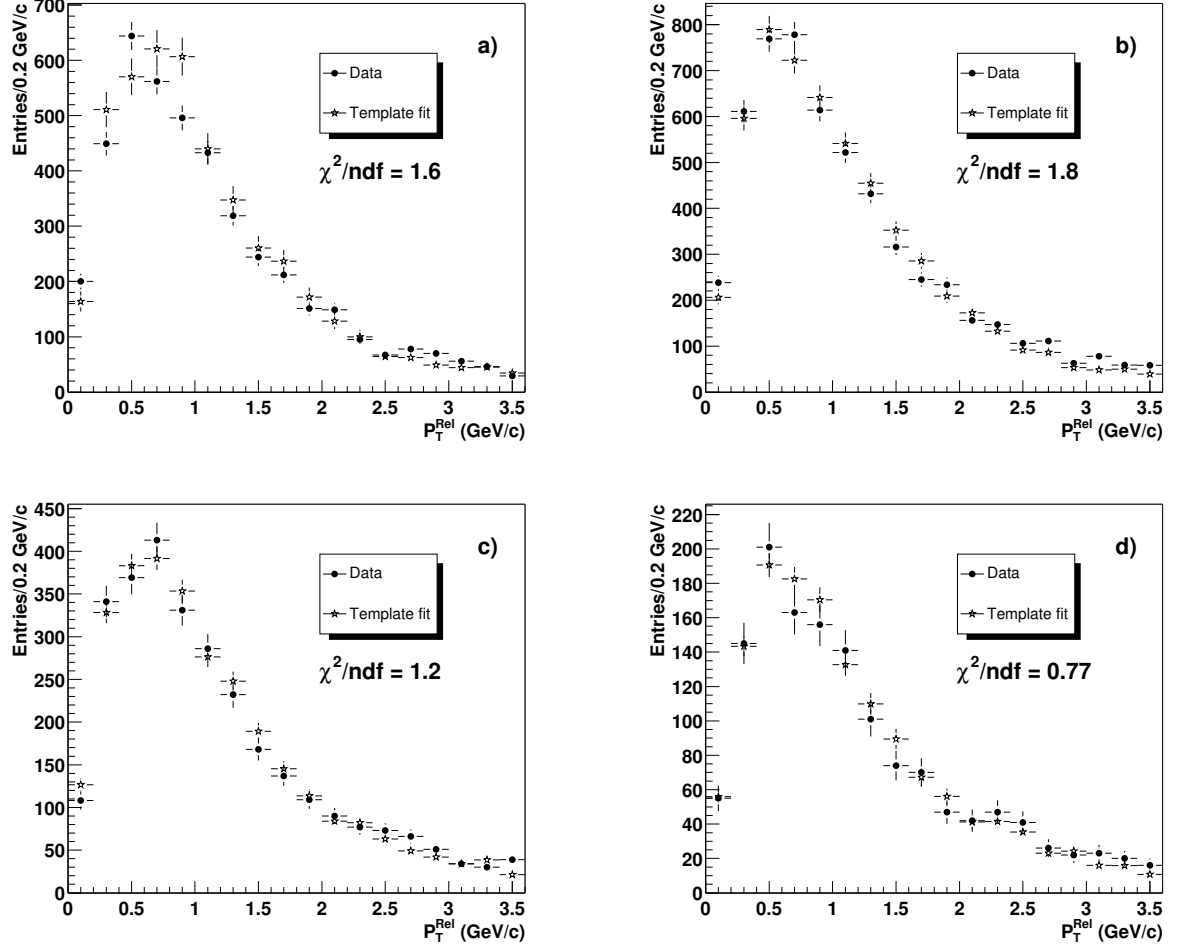 Entries/0.2 GeV/c
700
600
500
400
300
200
100
0
a)
Data
Template fit
χ²/ndf = 1.6
0 0.5 1 1.5 2 2.5 3 3.5
P_T^Rel (GeV/c)
Entries/0.2 GeV/c
800
700
600
500
400
300
200
100
0
b)
Data
Template fit
χ²/ndf = 1.8
0 0.5 1 1.5 2 2.5 3 3.5
P_T^Rel (GeV/c)
Entries/0.2 GeV/c
450
400
350
300
250
200
150
100
50
0
c)
Data
Template fit
χ²/ndf = 1.2
0 0.5 1 1.5 2 2.5 3 3.5
P_T^Rel (GeV/c)
Entries/0.2 GeV/c
220
200
180
160
140
120
100
80
60
40
20
0
d)
Data
Template fit
χ²/ndf = 0.77
0 0.5 1 1.5 2 2.5 3 3.5
P_T^Rel (GeV/c)